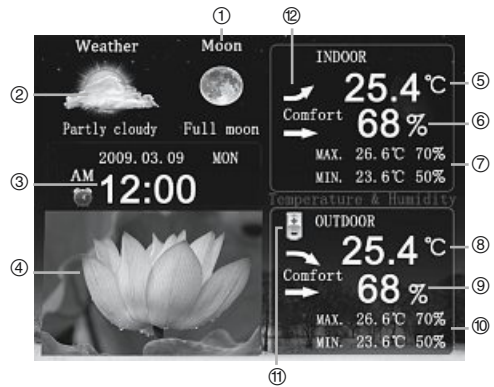 ① ⑫
Weather Moon
②
Partly cloudy Full moon
2009.03.09 MON
③ AM 12:00
④
INDOOR
25.4℃ ⑤
Comfort
68% ⑥
MAX. 26.6℃ 70%
⑦
MIN. 23.6℃ 50%
Temperature & Humidity
OUTDOOR
25.4℃ ⑧
Comfort
68% ⑨
MAX. 26.6℃ 70%
⑩
MIN. 23.6℃ 50%
⑪